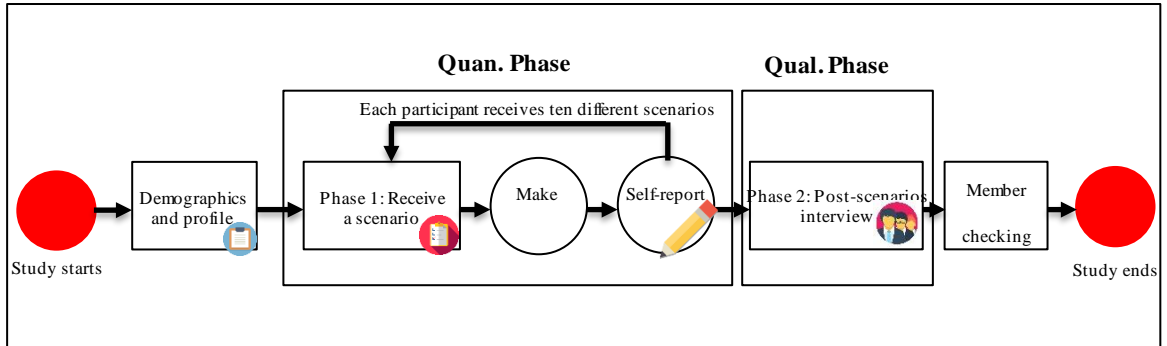 Quan. Phase
Qual. Phase
Each participant receives ten different scenarios
Study starts
Demographics
and profile
Phase 1: Receive
a scenario
Make
Self-report
Phase 2: Post-scenarios
interview
Member
checking
Study ends